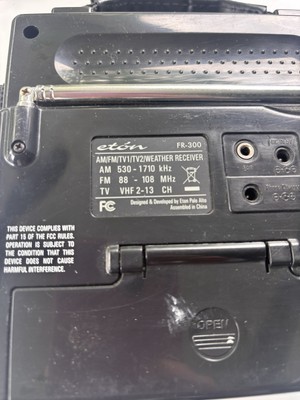 etón FR-300
AM/FM/TV1/TV2/WEATHER RECEIVER
AM 530 - 1710 kHz
FM 88 - 108 MHz
TV VHF 2-13 CH
FC Designed & Developed by Eton Palo Alto
Assembled in China
THIS DEVICE COMPLIES WITH
PART 15 OF THE FCC RULES.
OPERATION IS SUBJECT TO
THE CONDITION THAT THIS
DEVICE DOES NOT CAUSE
HARMFUL INTERFERENCE.
OPEN